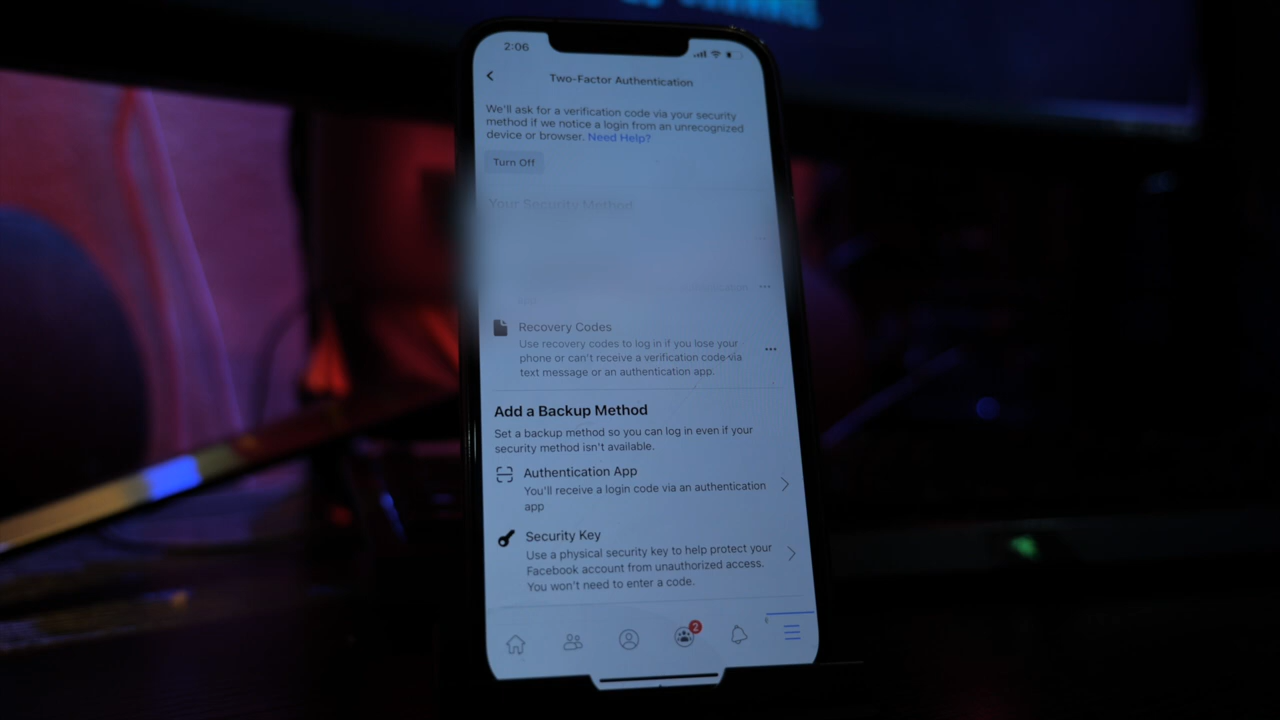 2:06
Two-Factor Authentication
We'll ask for a verification code via your security
method if we notice a login from an unrecognized
device or browser. Need Help?
Turn Off
Your Security Method
Recovery Codes
Use recovery codes to log in if you lose your
phone or can't receive a verification code via
text message or an authentication app.
Add a Backup Method
Set a backup method so you can log in even if your
security method isn't available.
Authentication App
You'll receive a login code via an authentication
app
Security Key
Use a physical security key to help protect your
Facebook account from unauthorized access.
You won't need to enter a code.
2